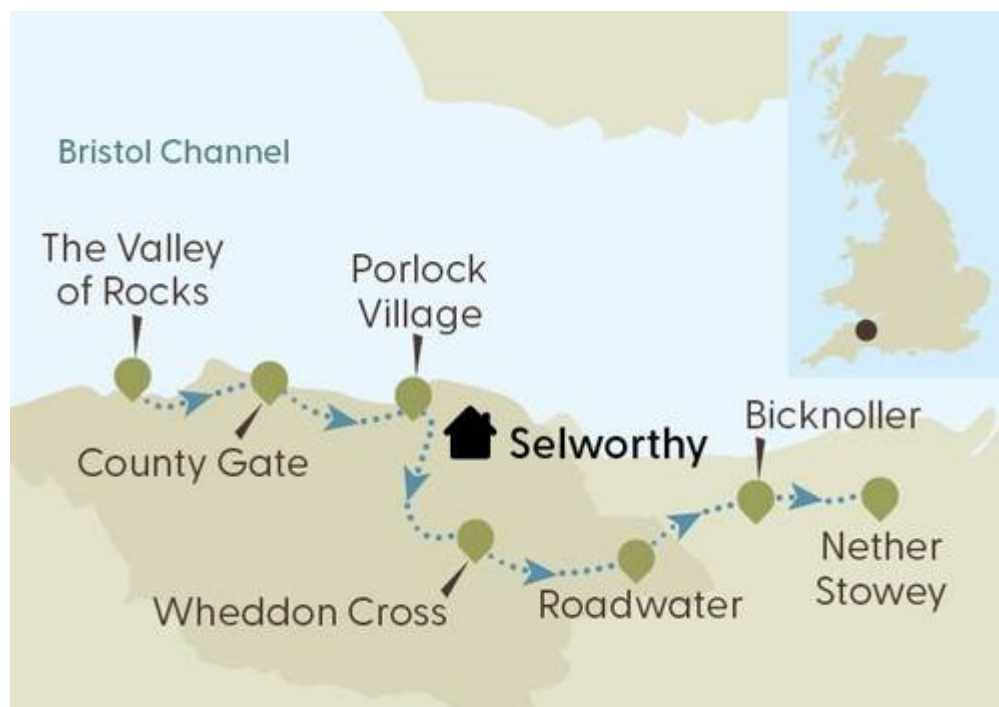 Bristol Channel
The Valley
of Rocks
Porlock
Village
County Gate
Selworthy
Bicknoller
Wheddon Cross
Roadwater
Nether
Stowey